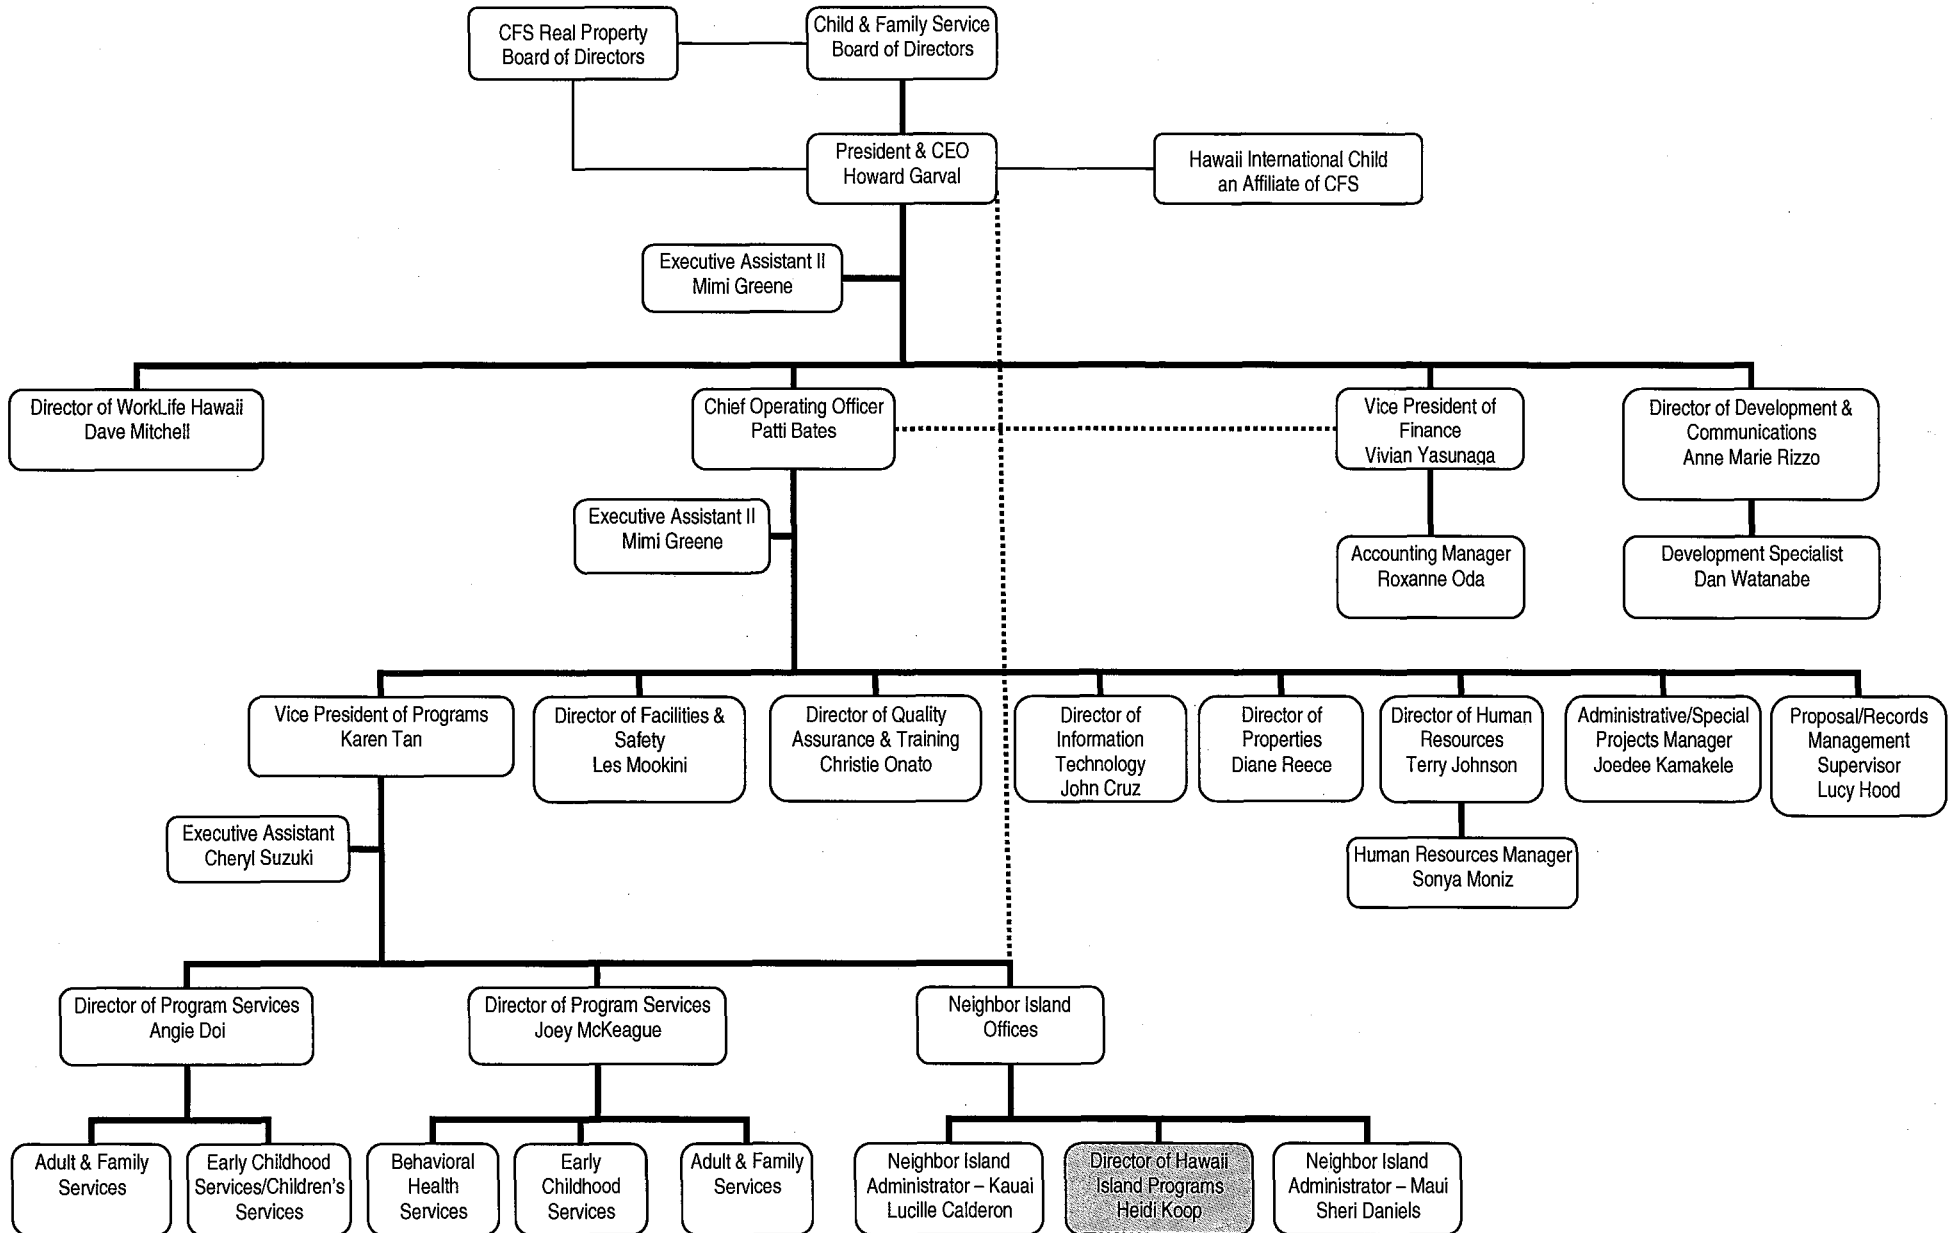 CFS Real Property
Board of Directors
Child & Family Service
Board of Directors
President & CEO
Howard Garval
Hawaii International Child
an Affiliate of CFS
Executive Assistant II
Mimi Greene
Director of WorkLife Hawaii
Dave Mitchell
Chief Operating Officer
Patti Bates
Vice President of
Finance
Vivian Yasunaga
Director of Development &
Communications
Anne Marie Rizzo
Executive Assistant II
Mimi Greene
Accounting Manager
Roxanne Oda
Development Specialist
Dan Watanabe
Vice President of Programs
Karen Tan
Director of Facilities &
Safety
Les Mookini
Director of Quality
Assurance & Training
Christie Onato
Director of
Information
Technology
John Cruz
Director of
Properties
Diane Reece
Director of Human
Resources
Terry Johnson
Administrative/Special
Projects Manager
Joedee Kamakele
Proposal/Records
Management
Supervisor
Lucy Hood
Executive Assistant
Cheryl Suzuki
Human Resources Manager
Sonya Moniz
Director of Program Services
Angie Doi
Director of Program Services
Joey McKeague
Neighbor Island
Offices
Adult & Family
Services
Early Childhood
Services/Children's
Services
Behavioral
Health
Services
Early
Childhood
Services
Adult & Family
Services
Neighbor Island
Administrator – Kauai
Lucille Calderon
Director of Hawaii
Island Programs
Heidi Koop
Neighbor Island
Administrator – Maui
Sheri Daniels